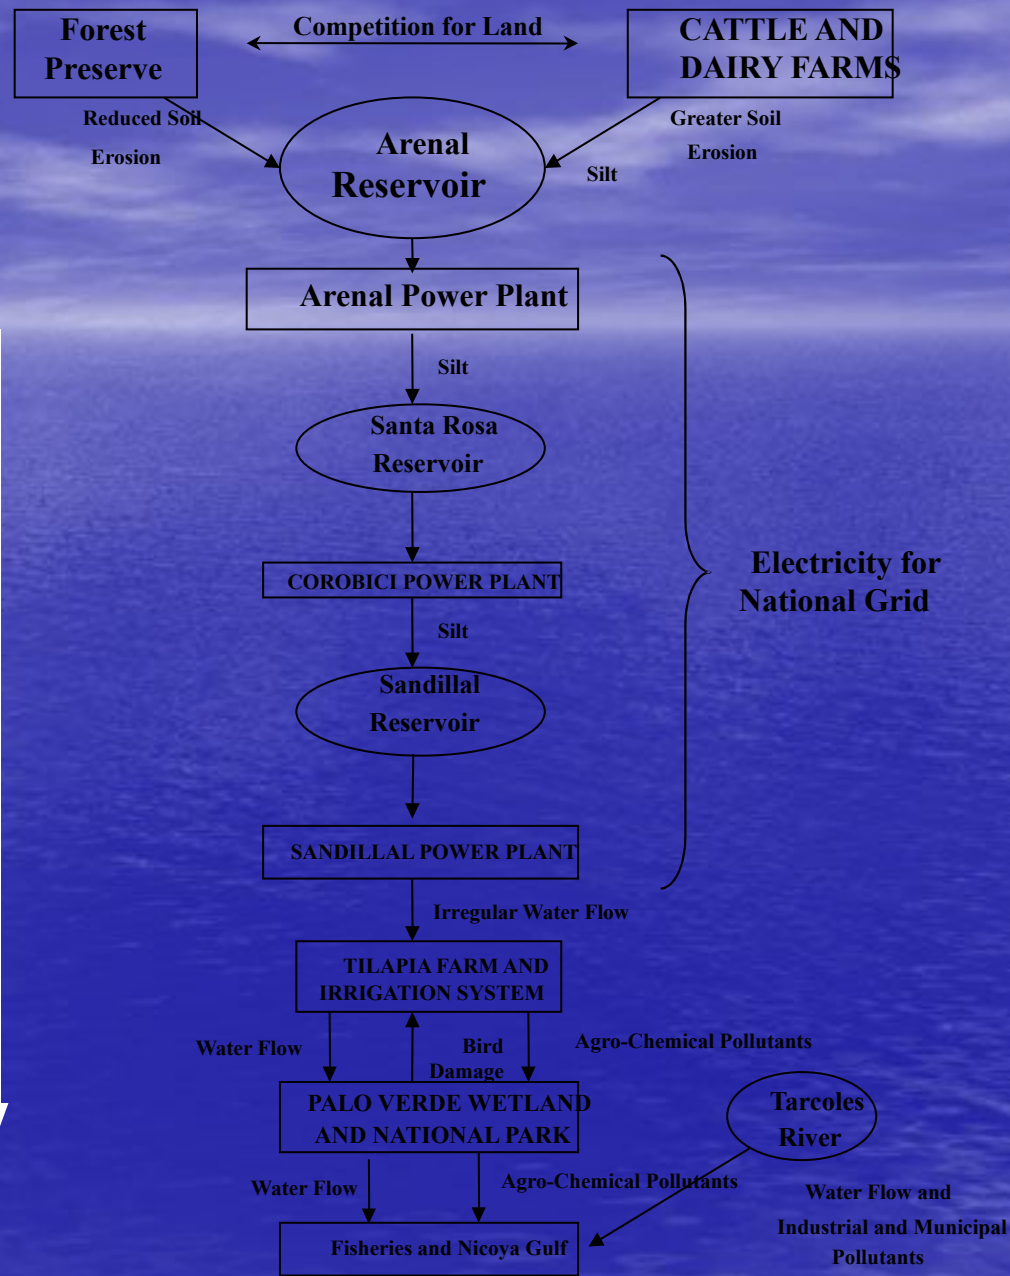 Forest
Preserve
Competition for Land
CATTLE AND
DAIRY FARMS
Reduced Soil
Erosion
Greater Soil
Erosion
Silt
Arenal
Reservoir
Arenal Power Plant
Silt
Santa Rosa
Reservoir
COROBICI POWER PLANT
Silt
Sandillal
Reservoir
SANDILLAL POWER PLANT
Electricity for
National Grid
Irregular Water Flow
TILAPIA FARM AND
IRRIGATION SYSTEM
Water Flow
Bird
Damage
Agro-Chemical Pollutants
PALO VERDE WETLAND
AND NATIONAL PARK
Tarcoles
River
Water Flow
Agro-Chemical Pollutants
Water Flow and
Industrial and Municipal
Pollutants
Fisheries and Nicoya Gulf